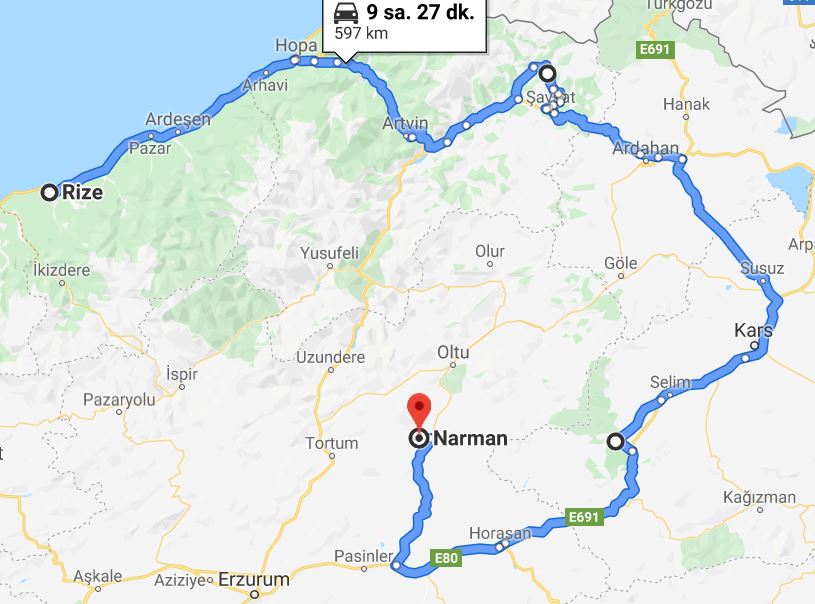 Türkgözü
9 sa. 27 dk.
597 km
Hopa
E691
Arhavi
Şavşat
Hanak
Ardeşen
Artvin
Pazar
Ardahan
Rize
Yusufeli
Olur
İkizdere
Göle
Susuz
Arpa
Kars
Oltu
Uzundere
İspir
Selim
Pazaryolu
Narman
Tortum
Kağızman
E691
Horasan
Pasinler
E80
Aşkale
Aziziye
Erzurum